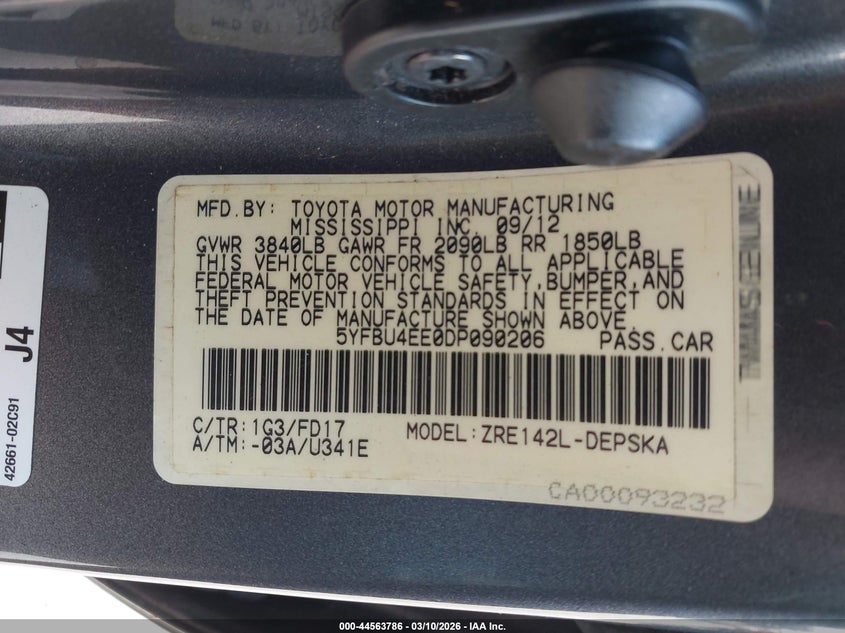 MFD.BY: TOYOTA MOTOR MANUFACTURING
MISSISSIPPI INC. 09/12
GVWR 3840LB GAWR FR 2090LB RR 1850LB
THIS VEHICLE CONFORMS TO ALL APPLICABLE
FEDERAL MOTOR VEHICLE SAFETY,BUMPER,AND
THEFT PREVENTION STANDARDS IN EFFECT ON
THE DATE OF MANUFACTURE SHOWN ABOVE.
5YFBU4EE0DP090206 PASS.CAR
C/TR:1G3/FD17
A/TM:-03A/U341E
MODEL:ZRE142L-DEPSKA
CA00093232
J4
42661-02C91
000-44563786 — 03/10/2026 — IAA Inc.